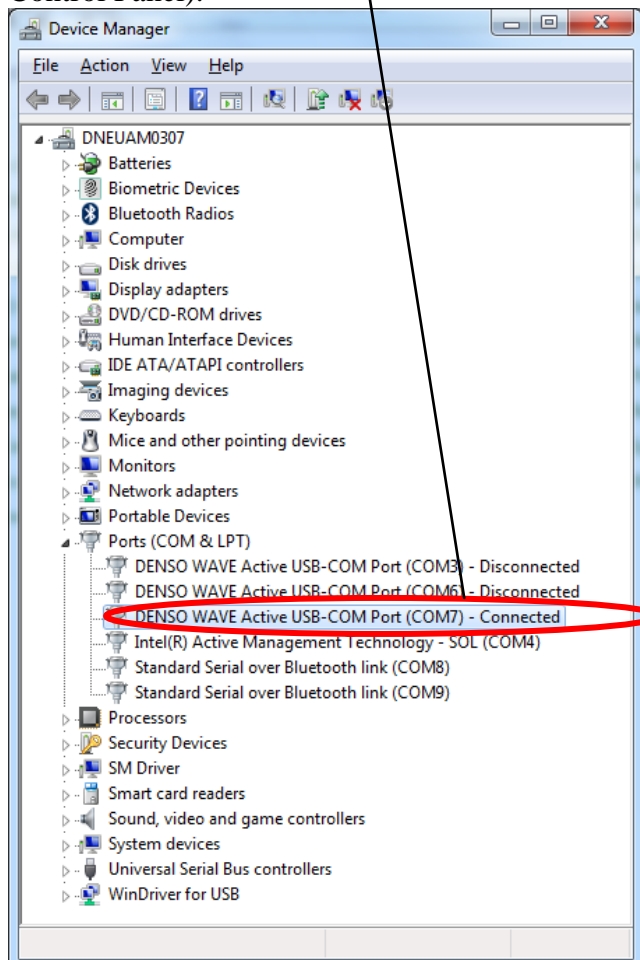 Control Panel).
Device Manager
File Action View Help
DNEUAM0307
Batteries
Biometric Devices
Bluetooth Radios
Computer
Disk drives
Display adapters
DVD/CD-ROM drives
Human Interface Devices
IDE ATA/ATAPI controllers
Imaging devices
Keyboards
Mice and other pointing devices
Monitors
Network adapters
Portable Devices
Ports (COM & LPT)
DENSO WAVE Active USB-COM Port (COM3) - Disconnected
DENSO WAVE Active USB-COM Port (COM6) - Disconnected
DENSO WAVE Active USB-COM Port (COM7) - Connected
Intel(R) Active Management Technology - SOL (COM4)
Standard Serial over Bluetooth link (COM8)
Standard Serial over Bluetooth link (COM9)
Processors
Security Devices
SM Driver
Smart card readers
Sound, video and game controllers
System devices
Universal Serial Bus controllers
WinDriver for USB